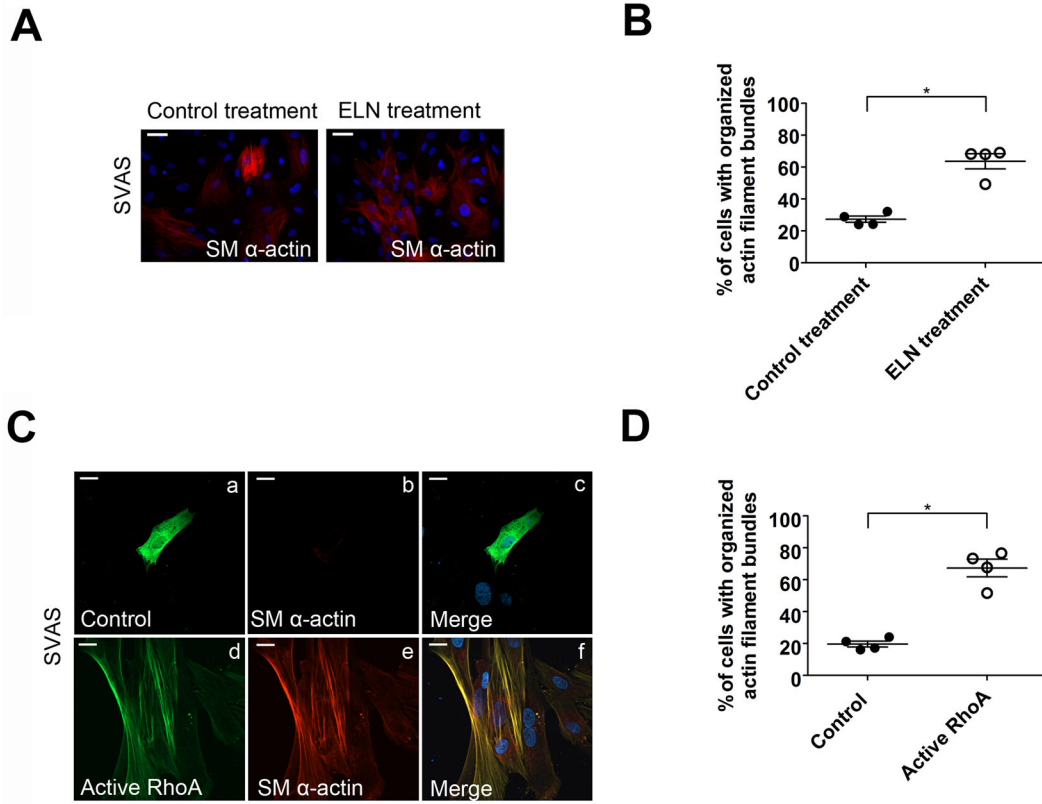 A
Control treatment
ELN treatment
SVAS
SM α-actin
SM α-actin
B
% of cells with organized
actin filament bundles
100
80
60
40
20
0
*
Control treatment
ELN treatment
C
SVAS
a
Control
b
SM α-actin
c
Merge
d
Active RhoA
e
SM α-actin
f
Merge
D
% of cells with organized
actin filament bundles
100
80
60
40
20
0
*
Control
Active RhoA